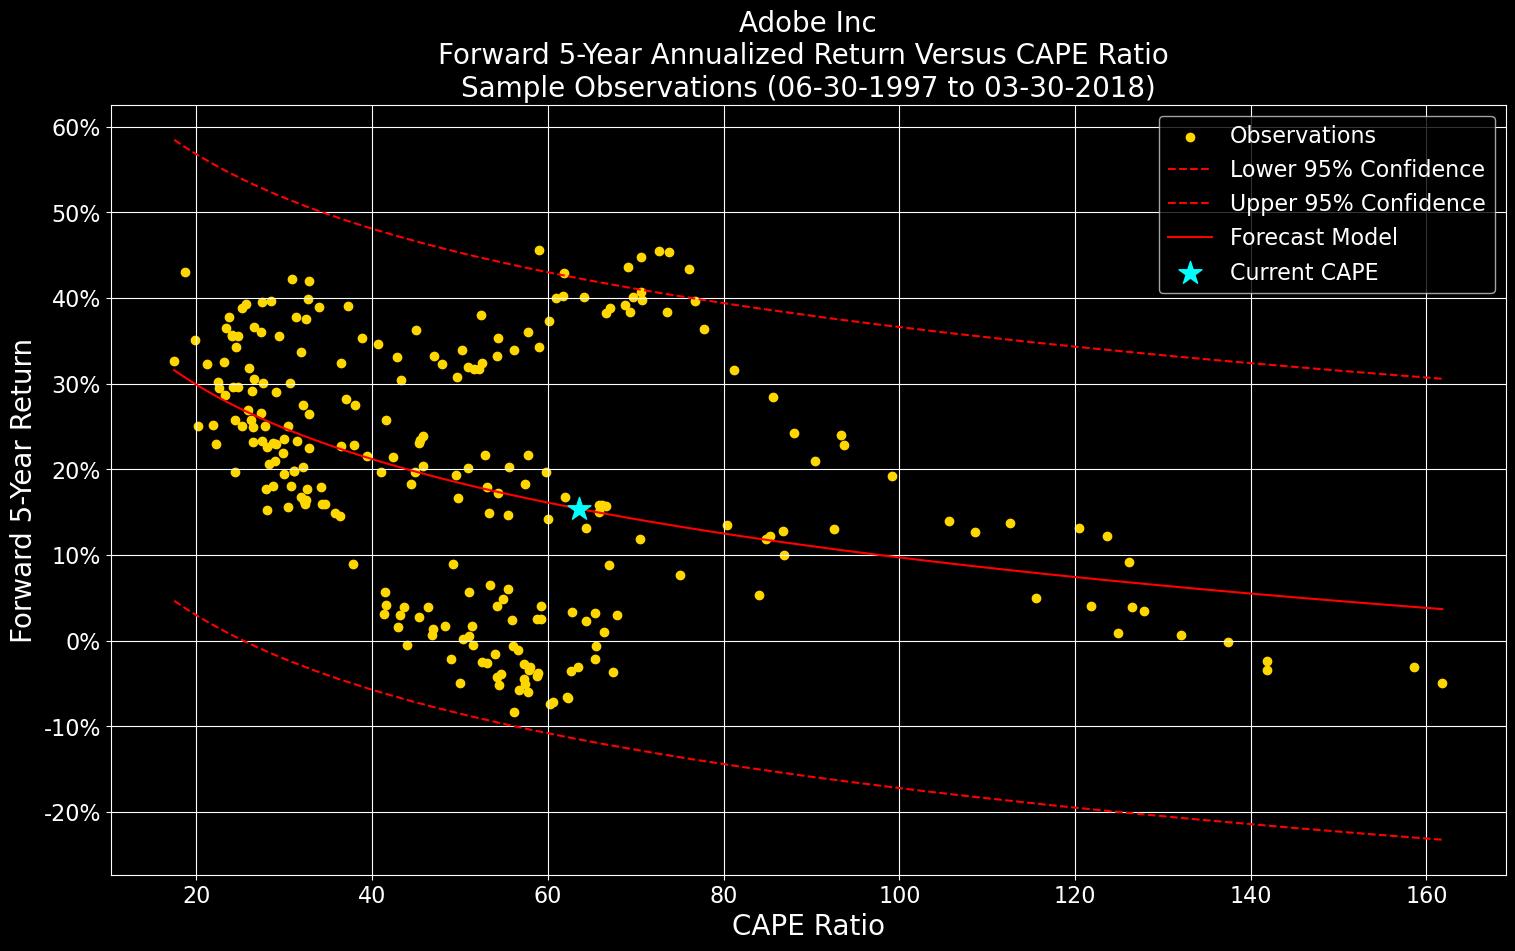 Adobe Inc
Forward 5-Year Annualized Return Versus CAPE Ratio
Sample Observations (06-30-1997 to 03-30-2018)
Observations
Lower 95% Confidence
Upper 95% Confidence
Forecast Model
Current CAPE
Forward 5-Year Return
60%
50%
40%
30%
20%
10%
0%
-10%
-20%
20 40 60 80 100 120 140 160
CAPE Ratio